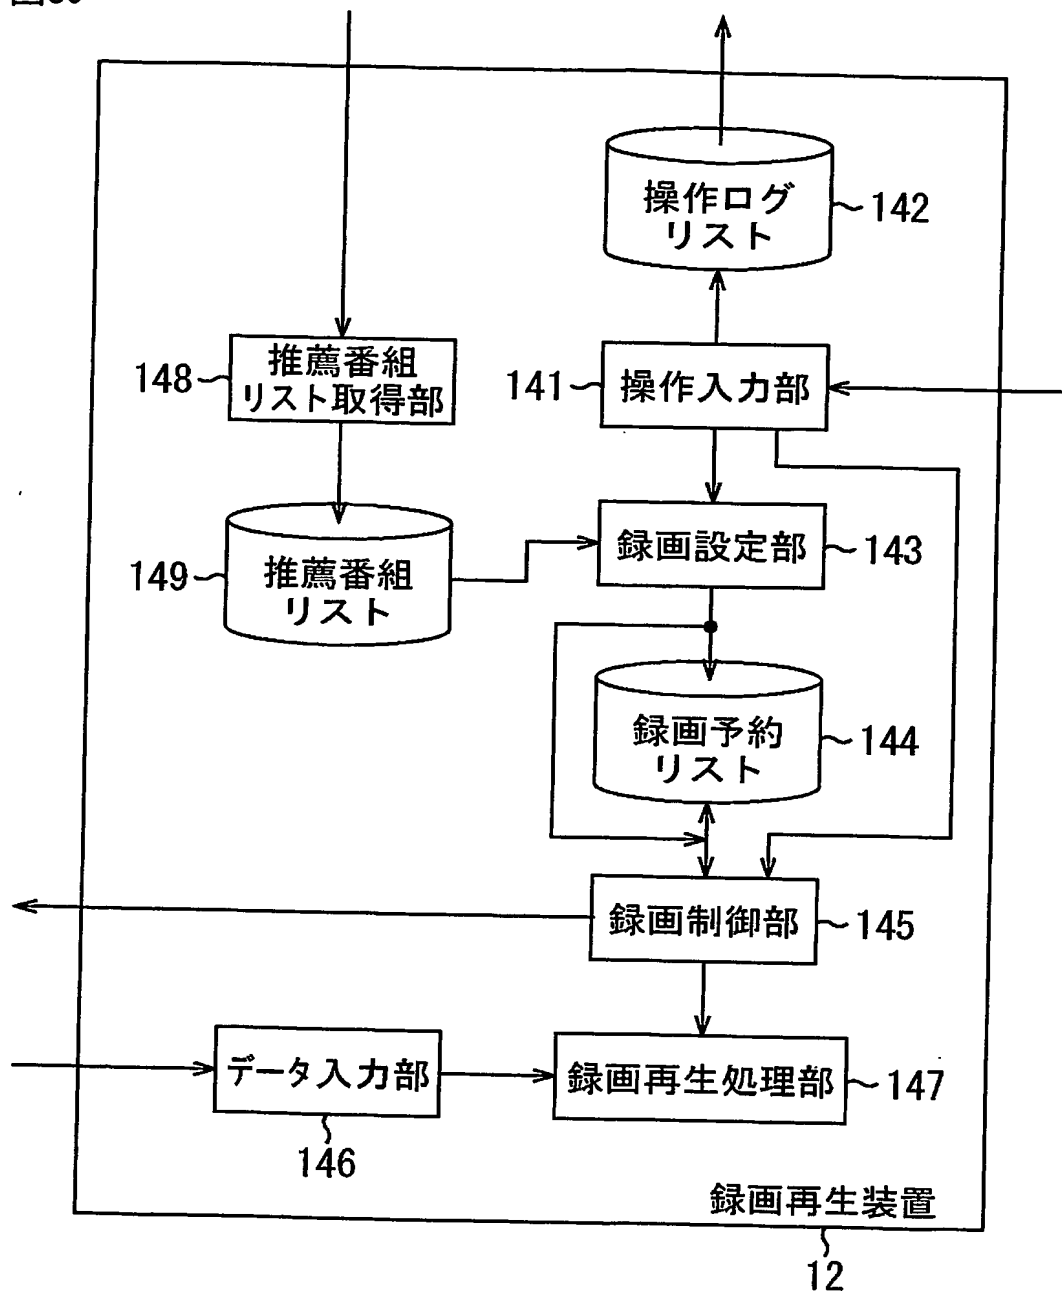 操作ログ
リスト
142
推薦番組
リスト取得部
148
141
操作入力部
149
推薦番組
リスト
録画設定部
143
録画予約
リスト
144
録画制御部
145
データ入力部
146
録画再生処理部
147
録画再生装置
12